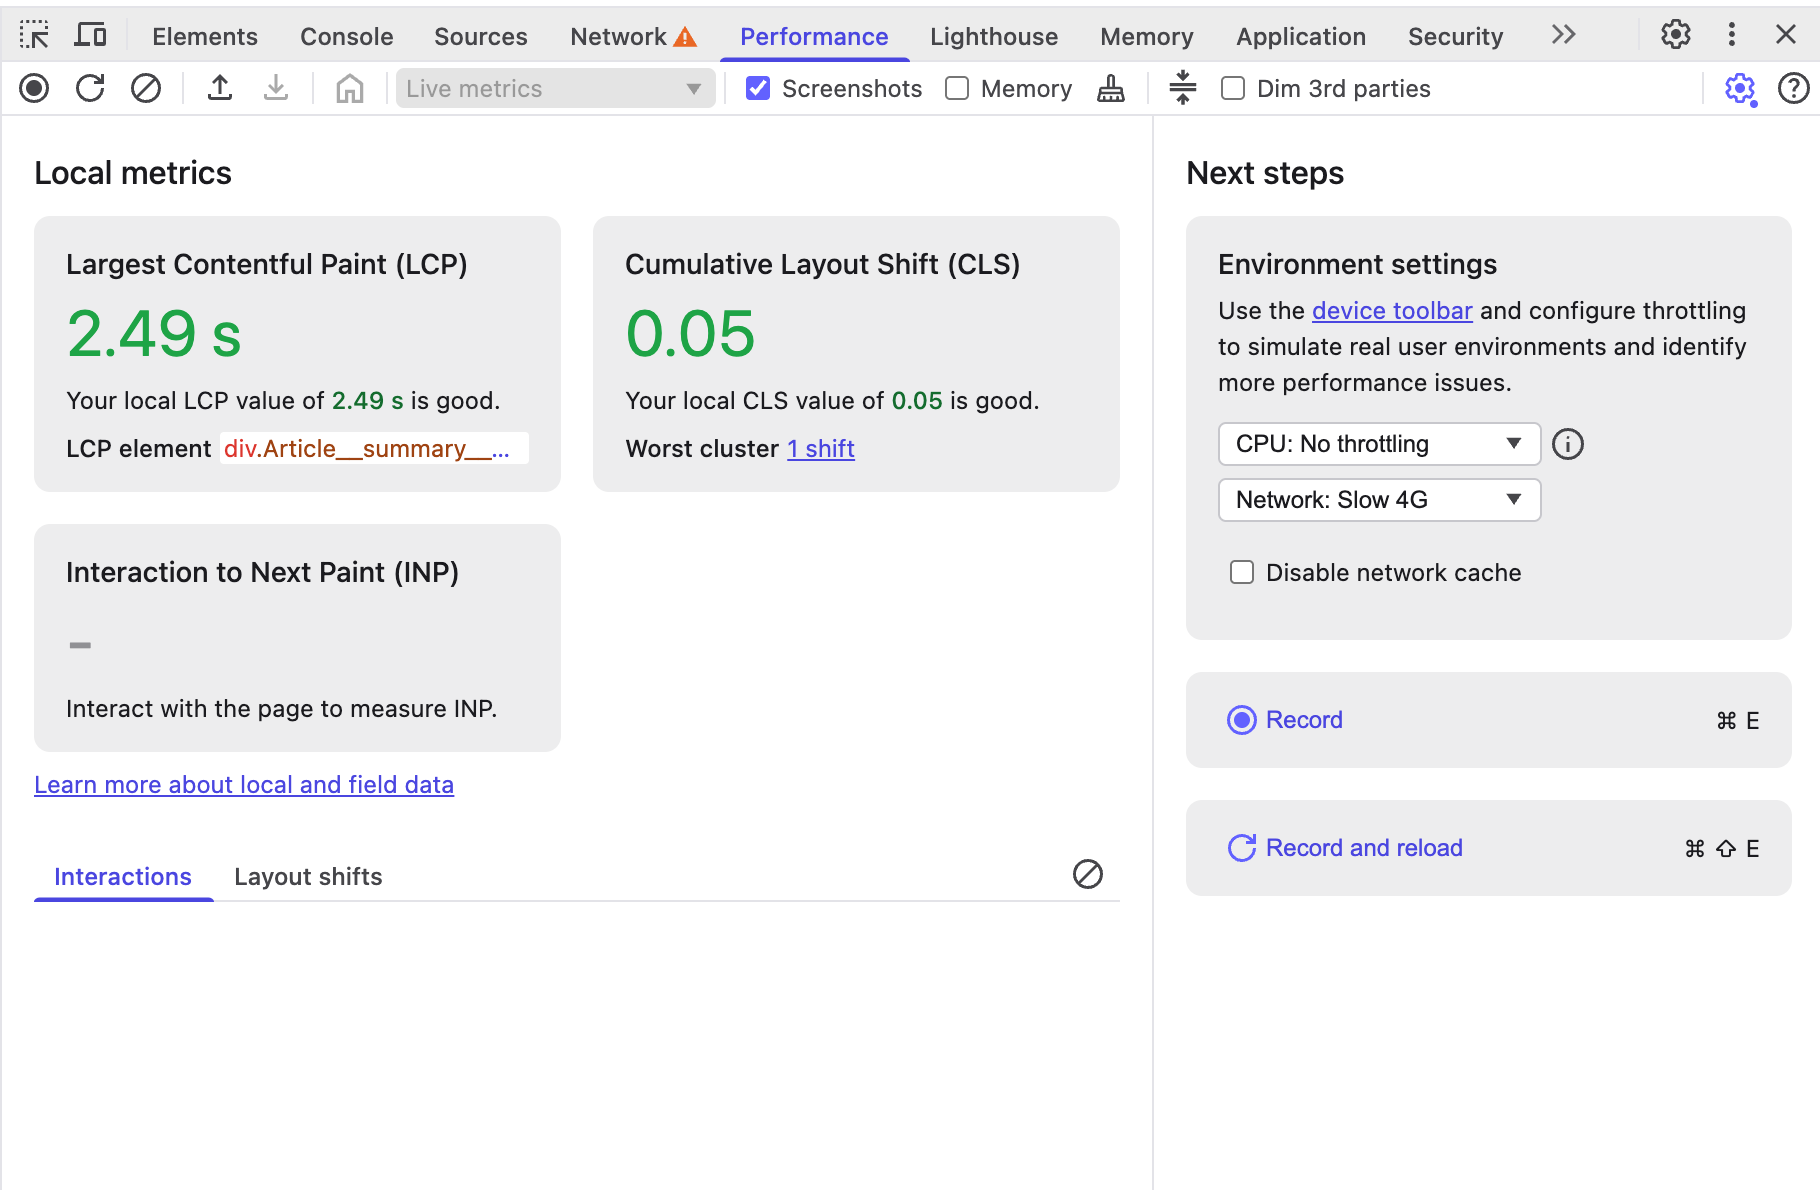 Elements Console Sources Network Performance Lighthouse Memory Application Security
Live metrics Screenshots Memory Dim 3rd parties
Local metrics
Largest Contentful Paint (LCP)
2.49 s
Your local LCP value of 2.49 s is good.
LCP element div.Article__summary__...
Cumulative Layout Shift (CLS)
0.05
Your local CLS value of 0.05 is good.
Worst cluster 1 shift
Interaction to Next Paint (INP)
–
Interact with the page to measure INP.
Learn more about local and field data
Interactions Layout shifts
Next steps
Environment settings
Use the device toolbar and configure throttling
to simulate real user environments and identify
more performance issues.
CPU: No throttling
Network: Slow 4G
Disable network cache
Record ⌘ E
Record and reload ⌘ ⇧ E